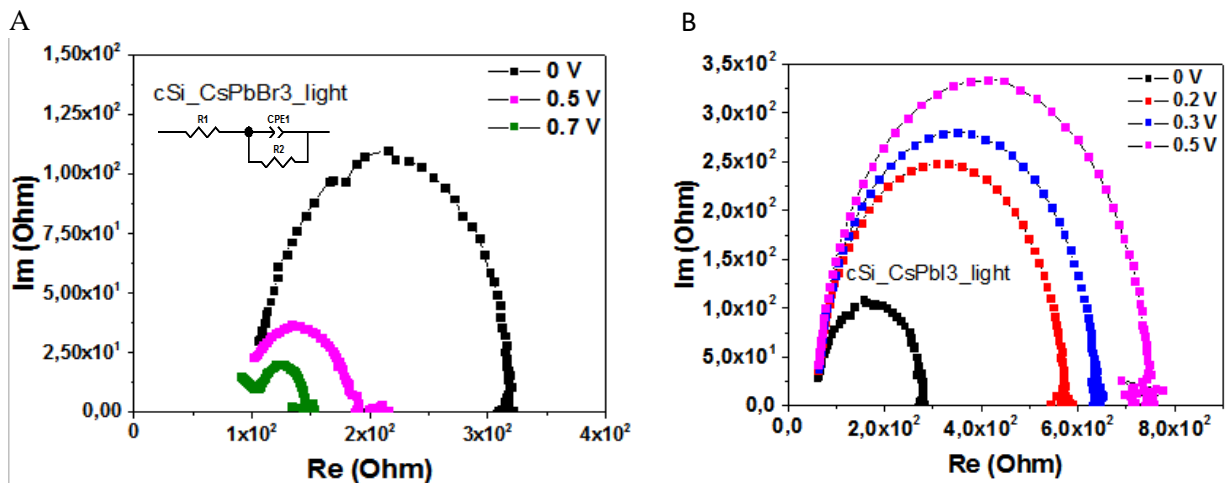 A
1,50x10²
1,25x10²
1,00x10²
7,50x10¹
5,00x10¹
2,50x10¹
0,00
Im (Ohm)
cSi_CsPbBr3_light
R1
CPE1
R2
0 V
0.5 V
0.7 V
0
1x10²
2x10²
3x10²
4x10²
Re (Ohm)
B
3,5x10²
3,0x10²
2,5x10²
2,0x10²
1,5x10²
1,0x10²
5,0x10¹
0,0
Im (Ohm)
0 V
0.2 V
0.3 V
0.5 V
cSi_CsPbI3_light
0,0
2,0x10²
4,0x10²
6,0x10²
8,0x10²
Re (Ohm)